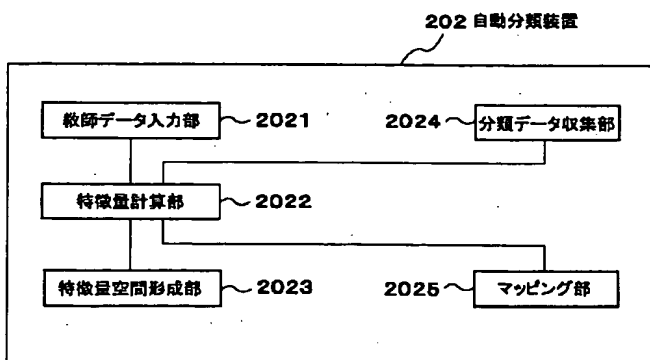 202 自動分類装置
教師データ入力部
2021
2024
分類データ収集部
特徴量計算部
2022
特徴量空間形成部
2023
2025
マッピング部